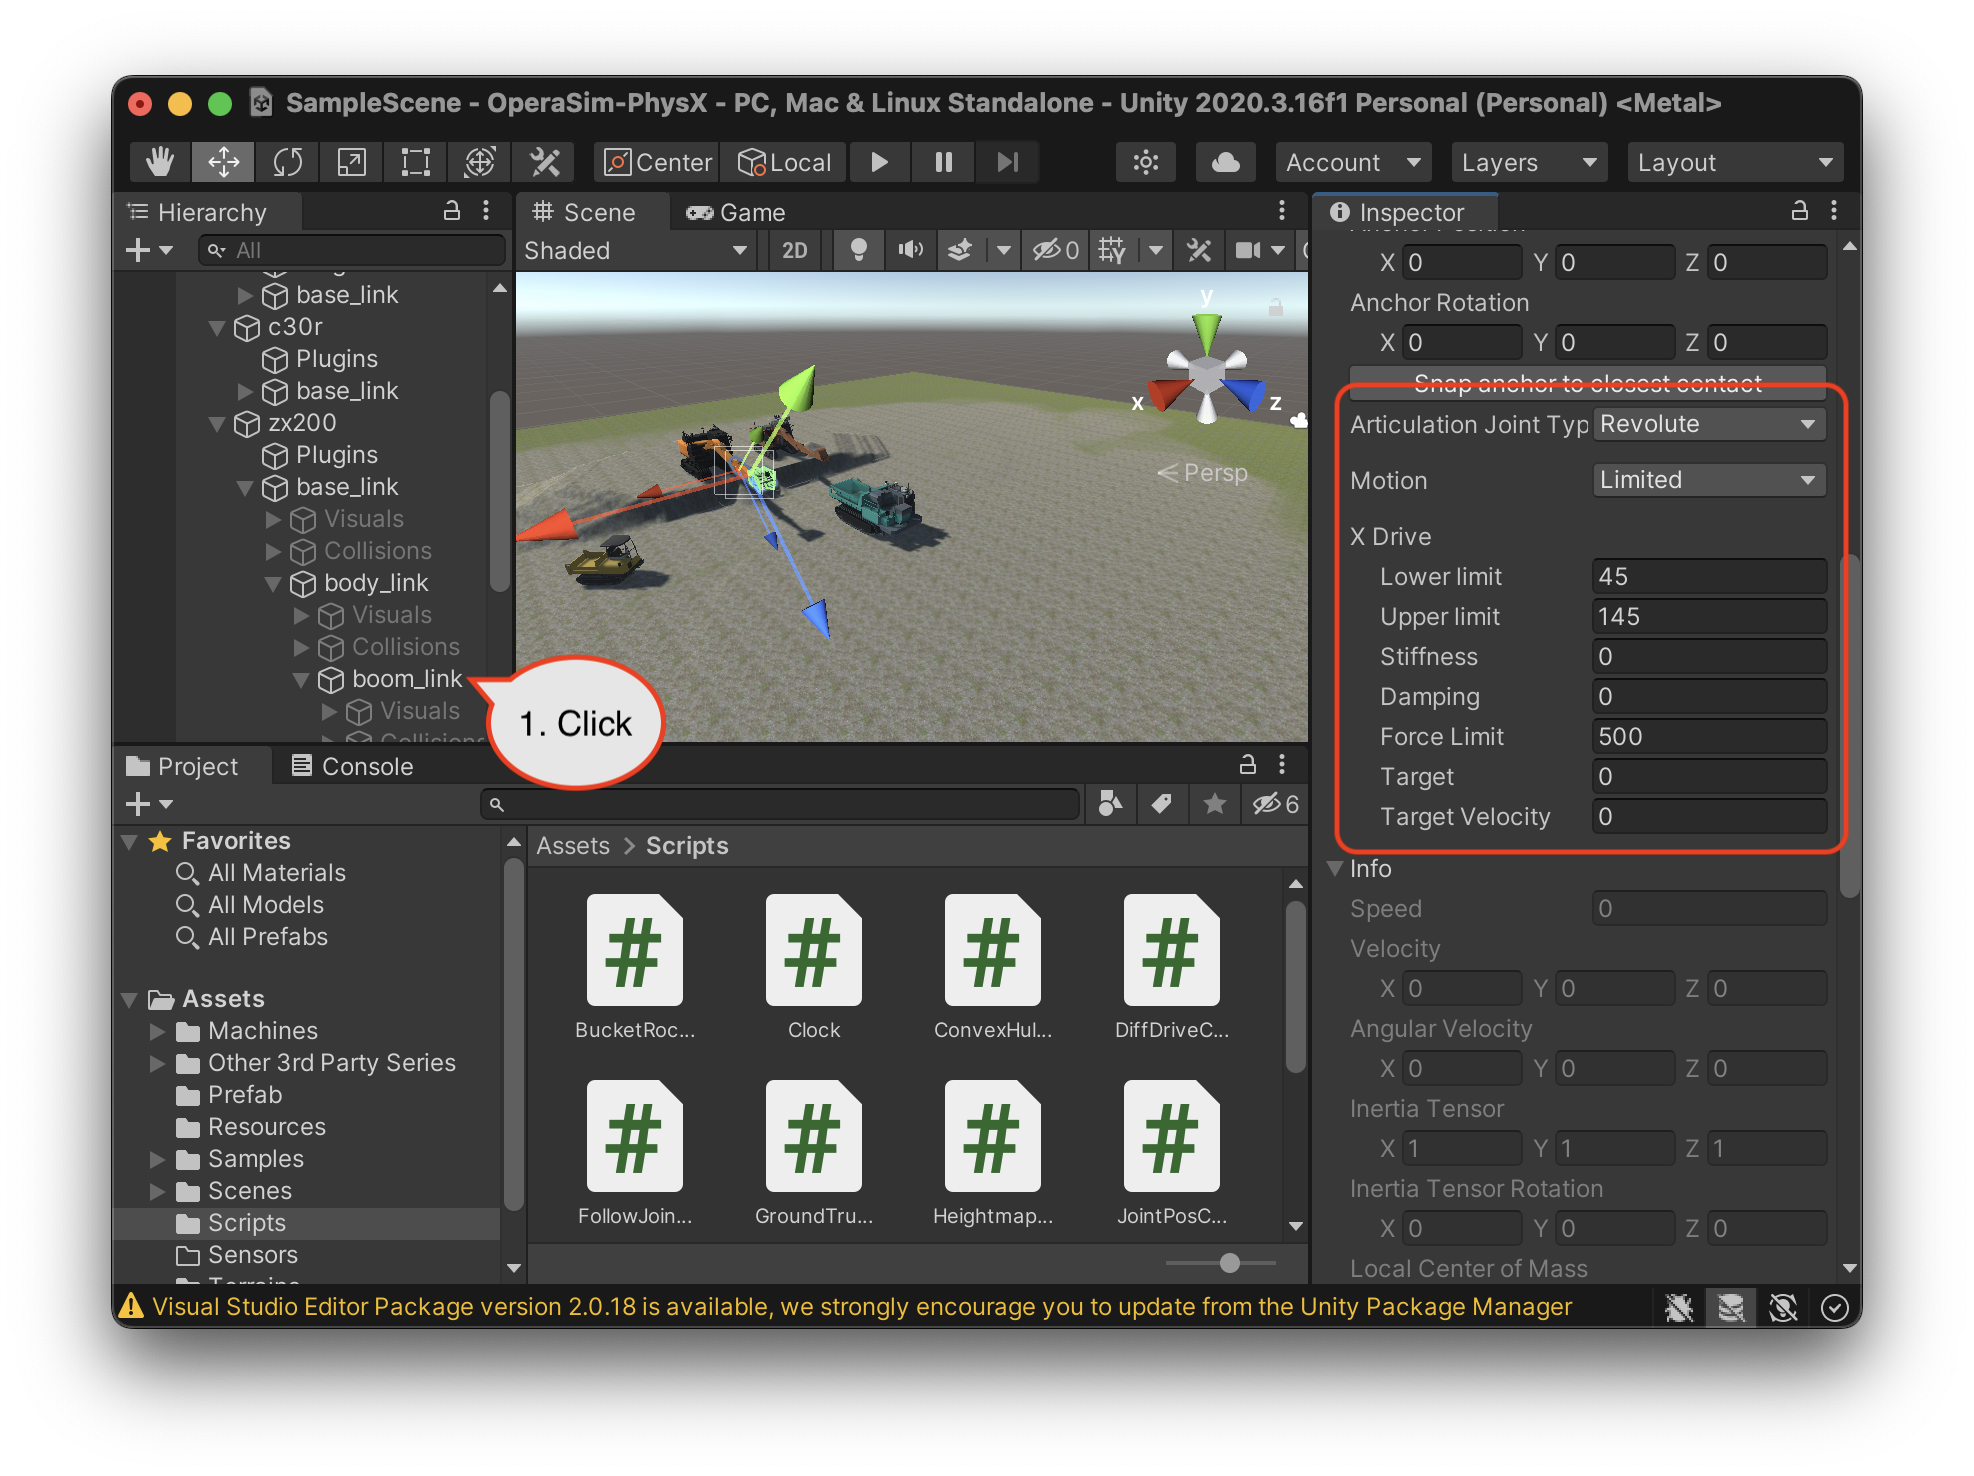 SampleScene - OperaSim-PhysX - PC, Mac & Linux Standalone - Unity 2020.3.16f1 Personal (Personal) <Metal>
Center Local Account Layers Layout
Hierarchy
All
base_link
c30r
Plugins
base_link
zx200
Plugins
base_link
Visuals
Collisions
body_link
Visuals
Collisions
boom_link
Visuals
Collisions
1. Click
Scene Game
Shaded 2D 0
y
x
z
Persp
Inspector
Anchor Position
X 0 Y 0 Z 0
Anchor Rotation
X 0 Y 0 Z 0
Snap anchor to closest contact
Articulation Joint Typ Revolute
Motion Limited
X Drive
Lower limit 45
Upper limit 145
Stiffness 0
Damping 0
Force Limit 500
Target 0
Target Velocity 0
Info
Speed 0
Velocity
X 0 Y 0 Z 0
Angular Velocity
X 0 Y 0 Z 0
Inertia Tensor
X 1 Y 1 Z 1
Inertia Tensor Rotation
X 0 Y 0 Z 0
Local Center of Mass
Project Console
6
Favorites
All Materials
All Models
All Prefabs
Assets
Machines
Other 3rd Party Series
Prefab
Resources
Samples
Scenes
Scripts
Sensors
Terrains
Assets > Scripts
# # # #
BucketRoc... Clock ConvexHul... DiffDriveC...
# # # #
FollowJoin... GroundTru... Heightmap... JointPosC...
Visual Studio Editor Package version 2.0.18 is available, we strongly encourage you to update from the Unity Package Manager